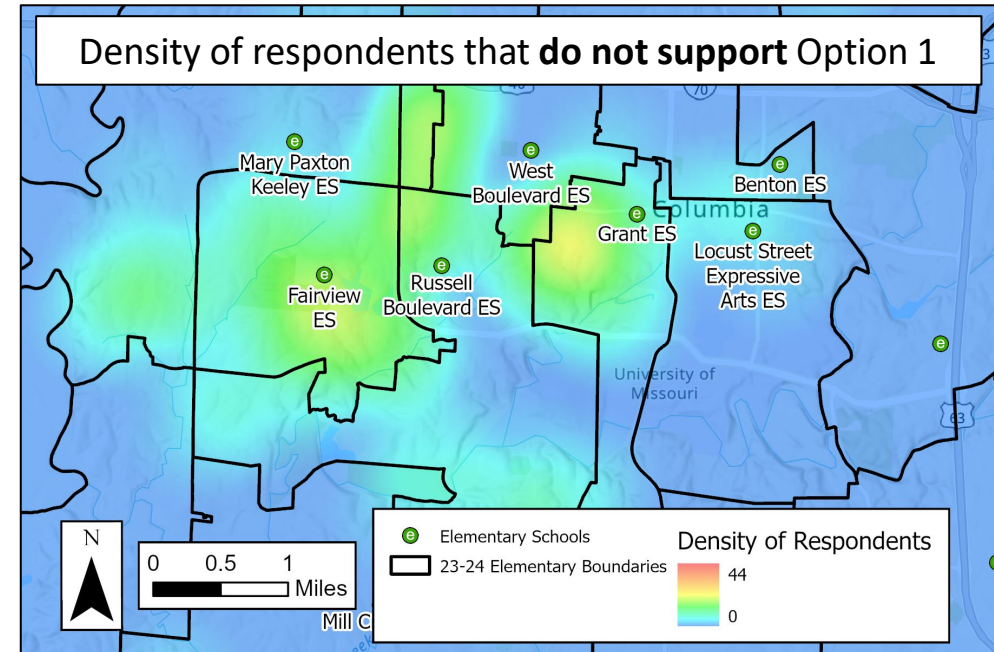 Density of respondents that do not support Option 1
70
Mary Paxton
Keeley ES
West
Boulevard ES
Benton ES
Columbia
Grant ES
Locust Street
Expressive
Arts ES
Fairview
ES
Russell
Boulevard ES
University of
Missouri
63
N
0 0.5 1
Miles
Mill C
e Elementary Schools
23-24 Elementary Boundaries
Density of Respondents
44
0